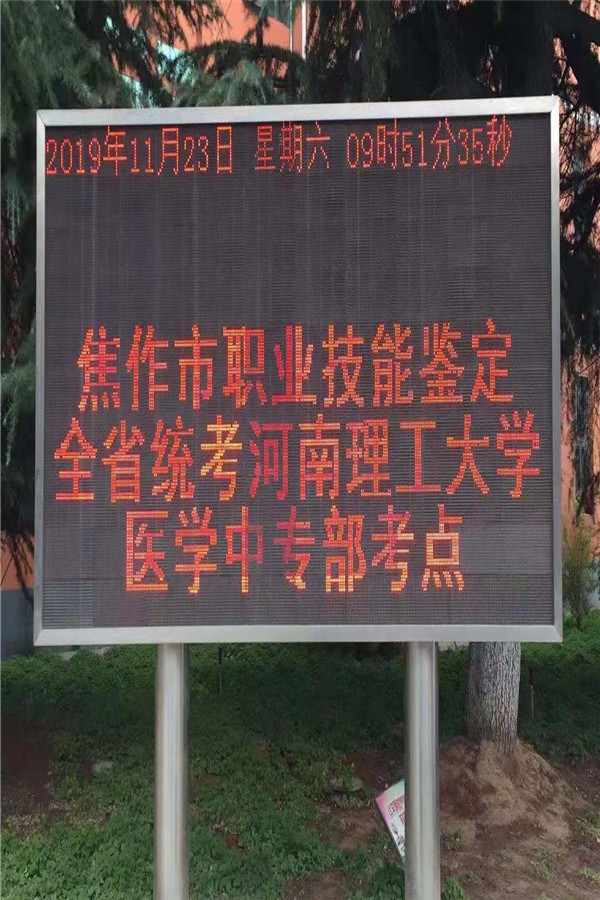 2019年11月23日 星期六 09时51分35秒
焦作市职业技能鉴定
全省统考河南理工大学
医学中专部考点